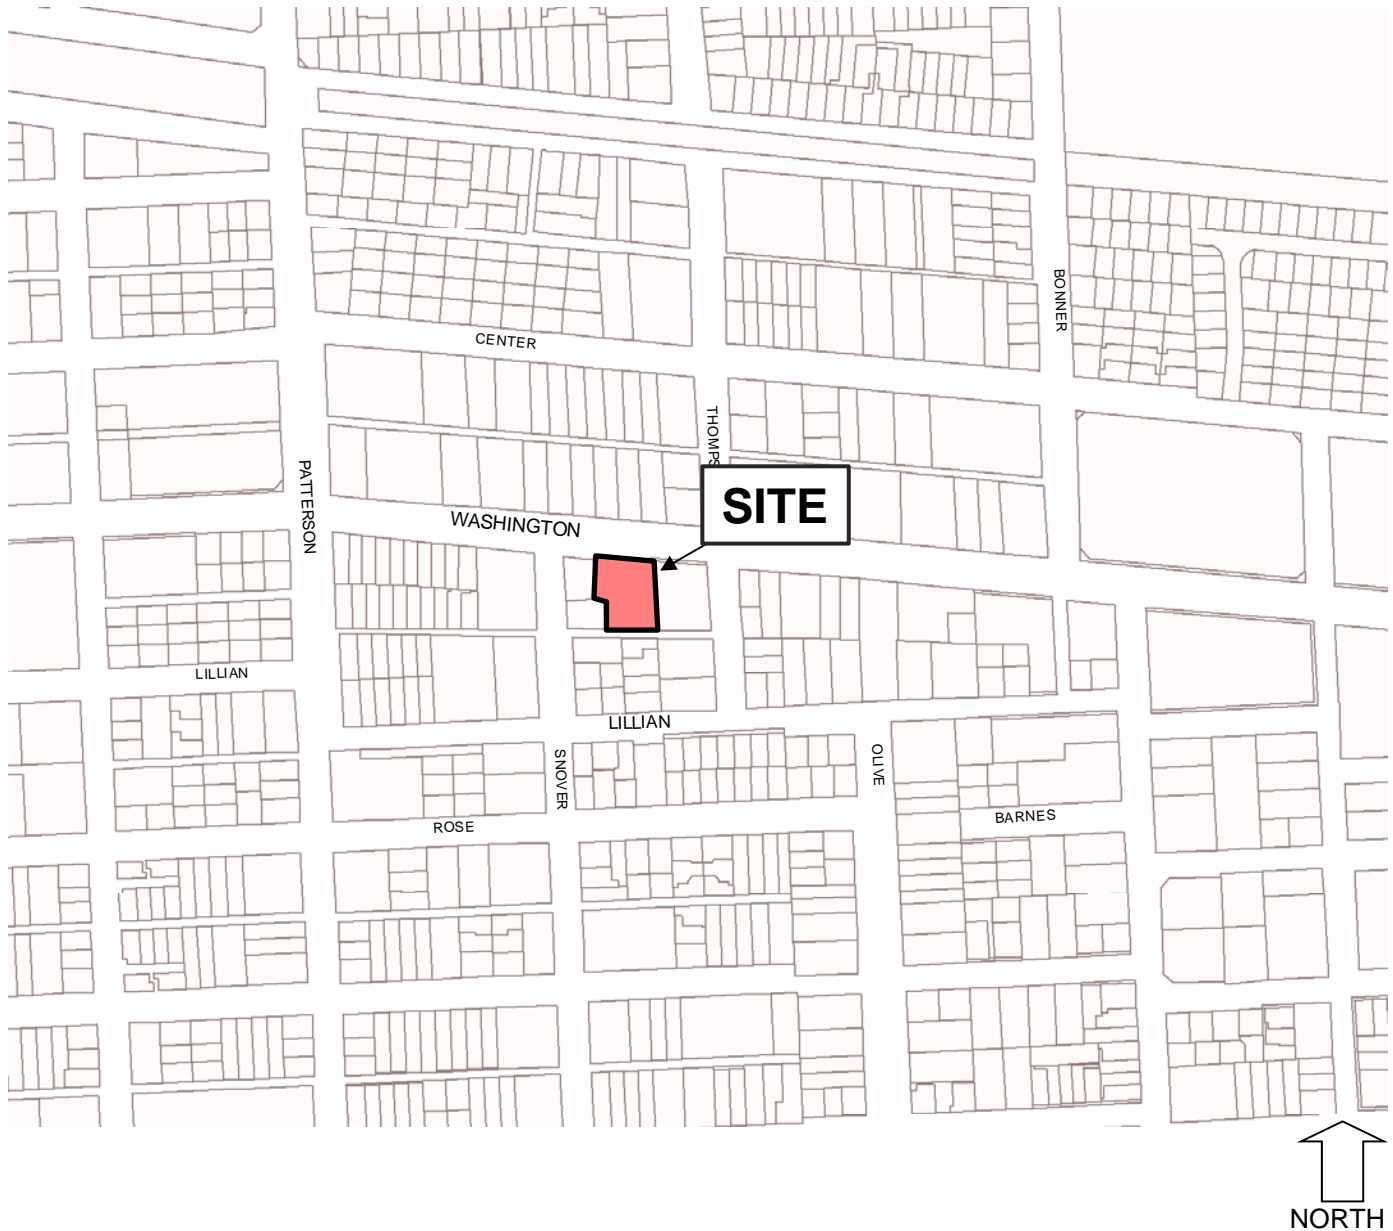 BONNER
CENTER
THOMPS
PATTERSON
SITE
WASHINGTON
LILLIAN
LILLIAN
SNOVER
OLIVE
ROSE
BARNES
NORTH